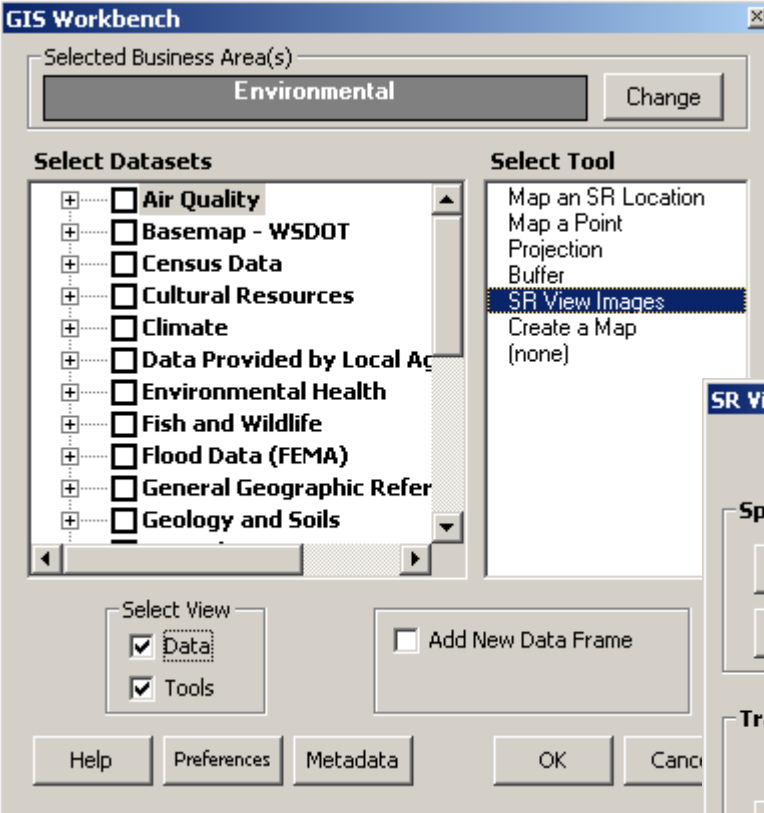 GIS Workbench
Selected Business Area(s)
Environmental
Change
Select Datasets
Air Quality
Basemap - WSDOT
Census Data
Cultural Resources
Climate
Data Provided by Local Ag
Environmental Health
Fish and Wildlife
Flood Data (FEMA)
General Geographic Refer
Geology and Soils
Select Tool
Map an SR Location
Map a Point
Projection
Buffer
SR View Images
Create a Map
(none)
SR Vi
Sp
Tr
Select View
Data
Tools
Add New Data Frame
Help
Preferences
Metadata
OK
Canc